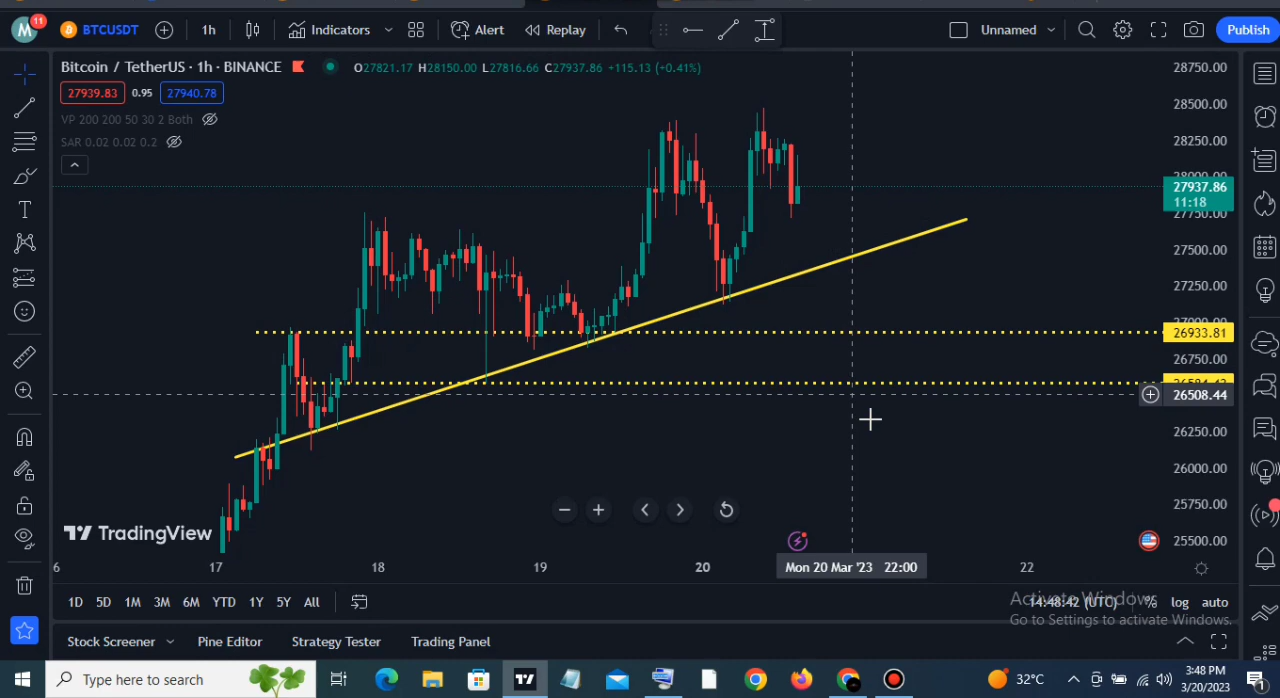 M 11 BTCUSDT 1h Indicators Alert Replay Unnamed Publish
Bitcoin / TetherUS · 1h · BINANCE O27821.17 H28150.00 L27816.66 C27937.86 +115.13 (+0.41%)
27939.83 0.95 27940.78
VP 200 200 50 30 2 Both
SAR 0.02 0.02 0.2
28750.00
28500.00
28250.00
28000.00
27937.86
11:18
27750.00
27500.00
27250.00
27000.00
26933.81
26750.00
26508.44
26250.00
26000.00
25750.00
25500.00
TradingView
6 17 18 19 20 Mon 20 Mar '23 22:00 22
1D 5D 1M 3M 6M YTD 1Y 5Y All 14:48:42 (UTC) % log auto
Activate Windows
Go to Settings to activate Windows.
Stock Screener Pine Editor Strategy Tester Trading Panel
Type here to search 32°C 3:48 PM
3/20/2023
1